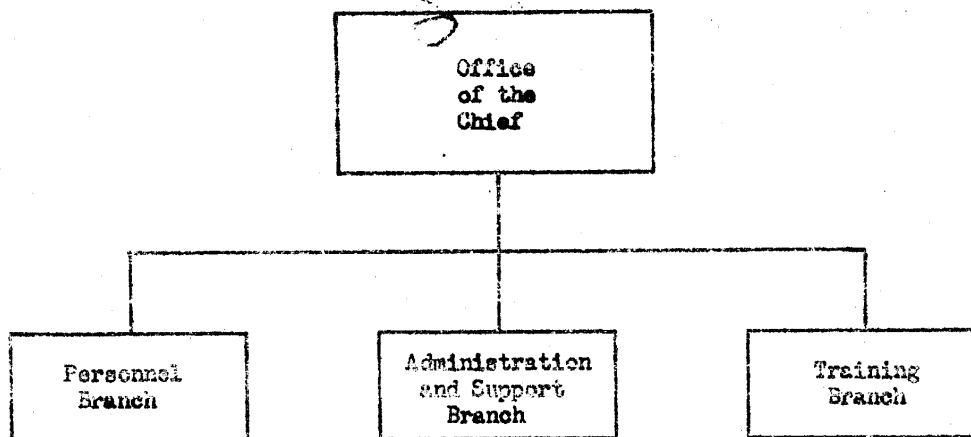 Office
of the
Chief
Personnel
Branch
Administration
and Support
Branch
Training
Branch